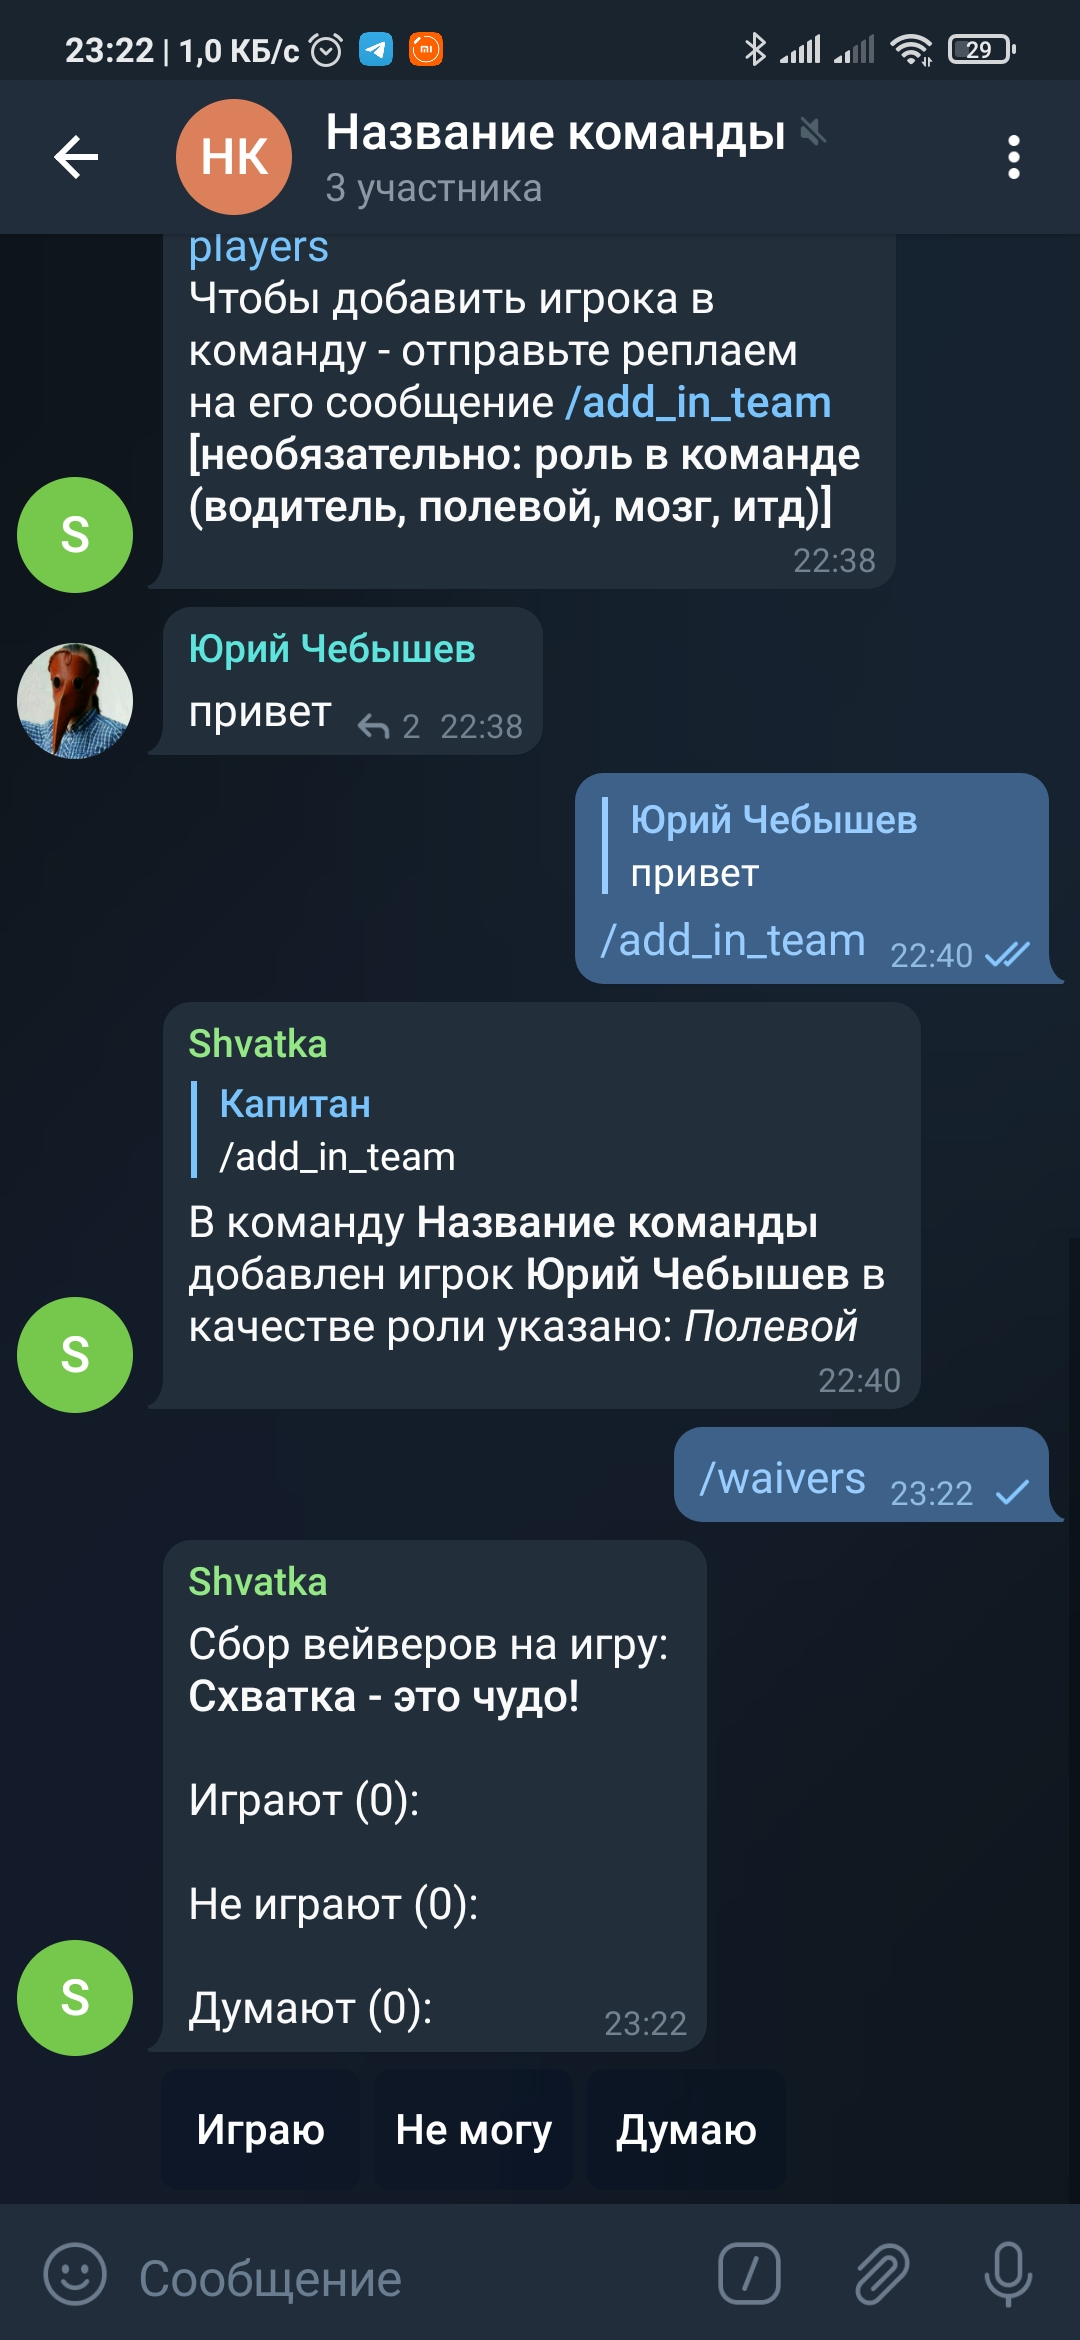 23:22 | 1,0 КБ/с
29
НК
Название команды
3 участника
players
Чтобы добавить игрока в
команду - отправьте реплаем
на его сообщение /add_in_team
[необязательно: роль в команде
(водитель, полевой, мозг, итд)]
22:38
S
Юрий Чебышев
привет 2 22:38
Юрий Чебышев
привет
/add_in_team 22:40
Shvatka
Капитан
/add_in_team
В команду Название команды
добавлен игрок Юрий Чебышев в
качестве роли указано: Полевой
22:40
S
/waivers 23:22
Shvatka
Сбор вейверов на игру:
Схватка - это чудо!
Играют (0):
Не играют (0):
Думают (0): 23:22
S
Играю Не могу Думаю
Сообщение /